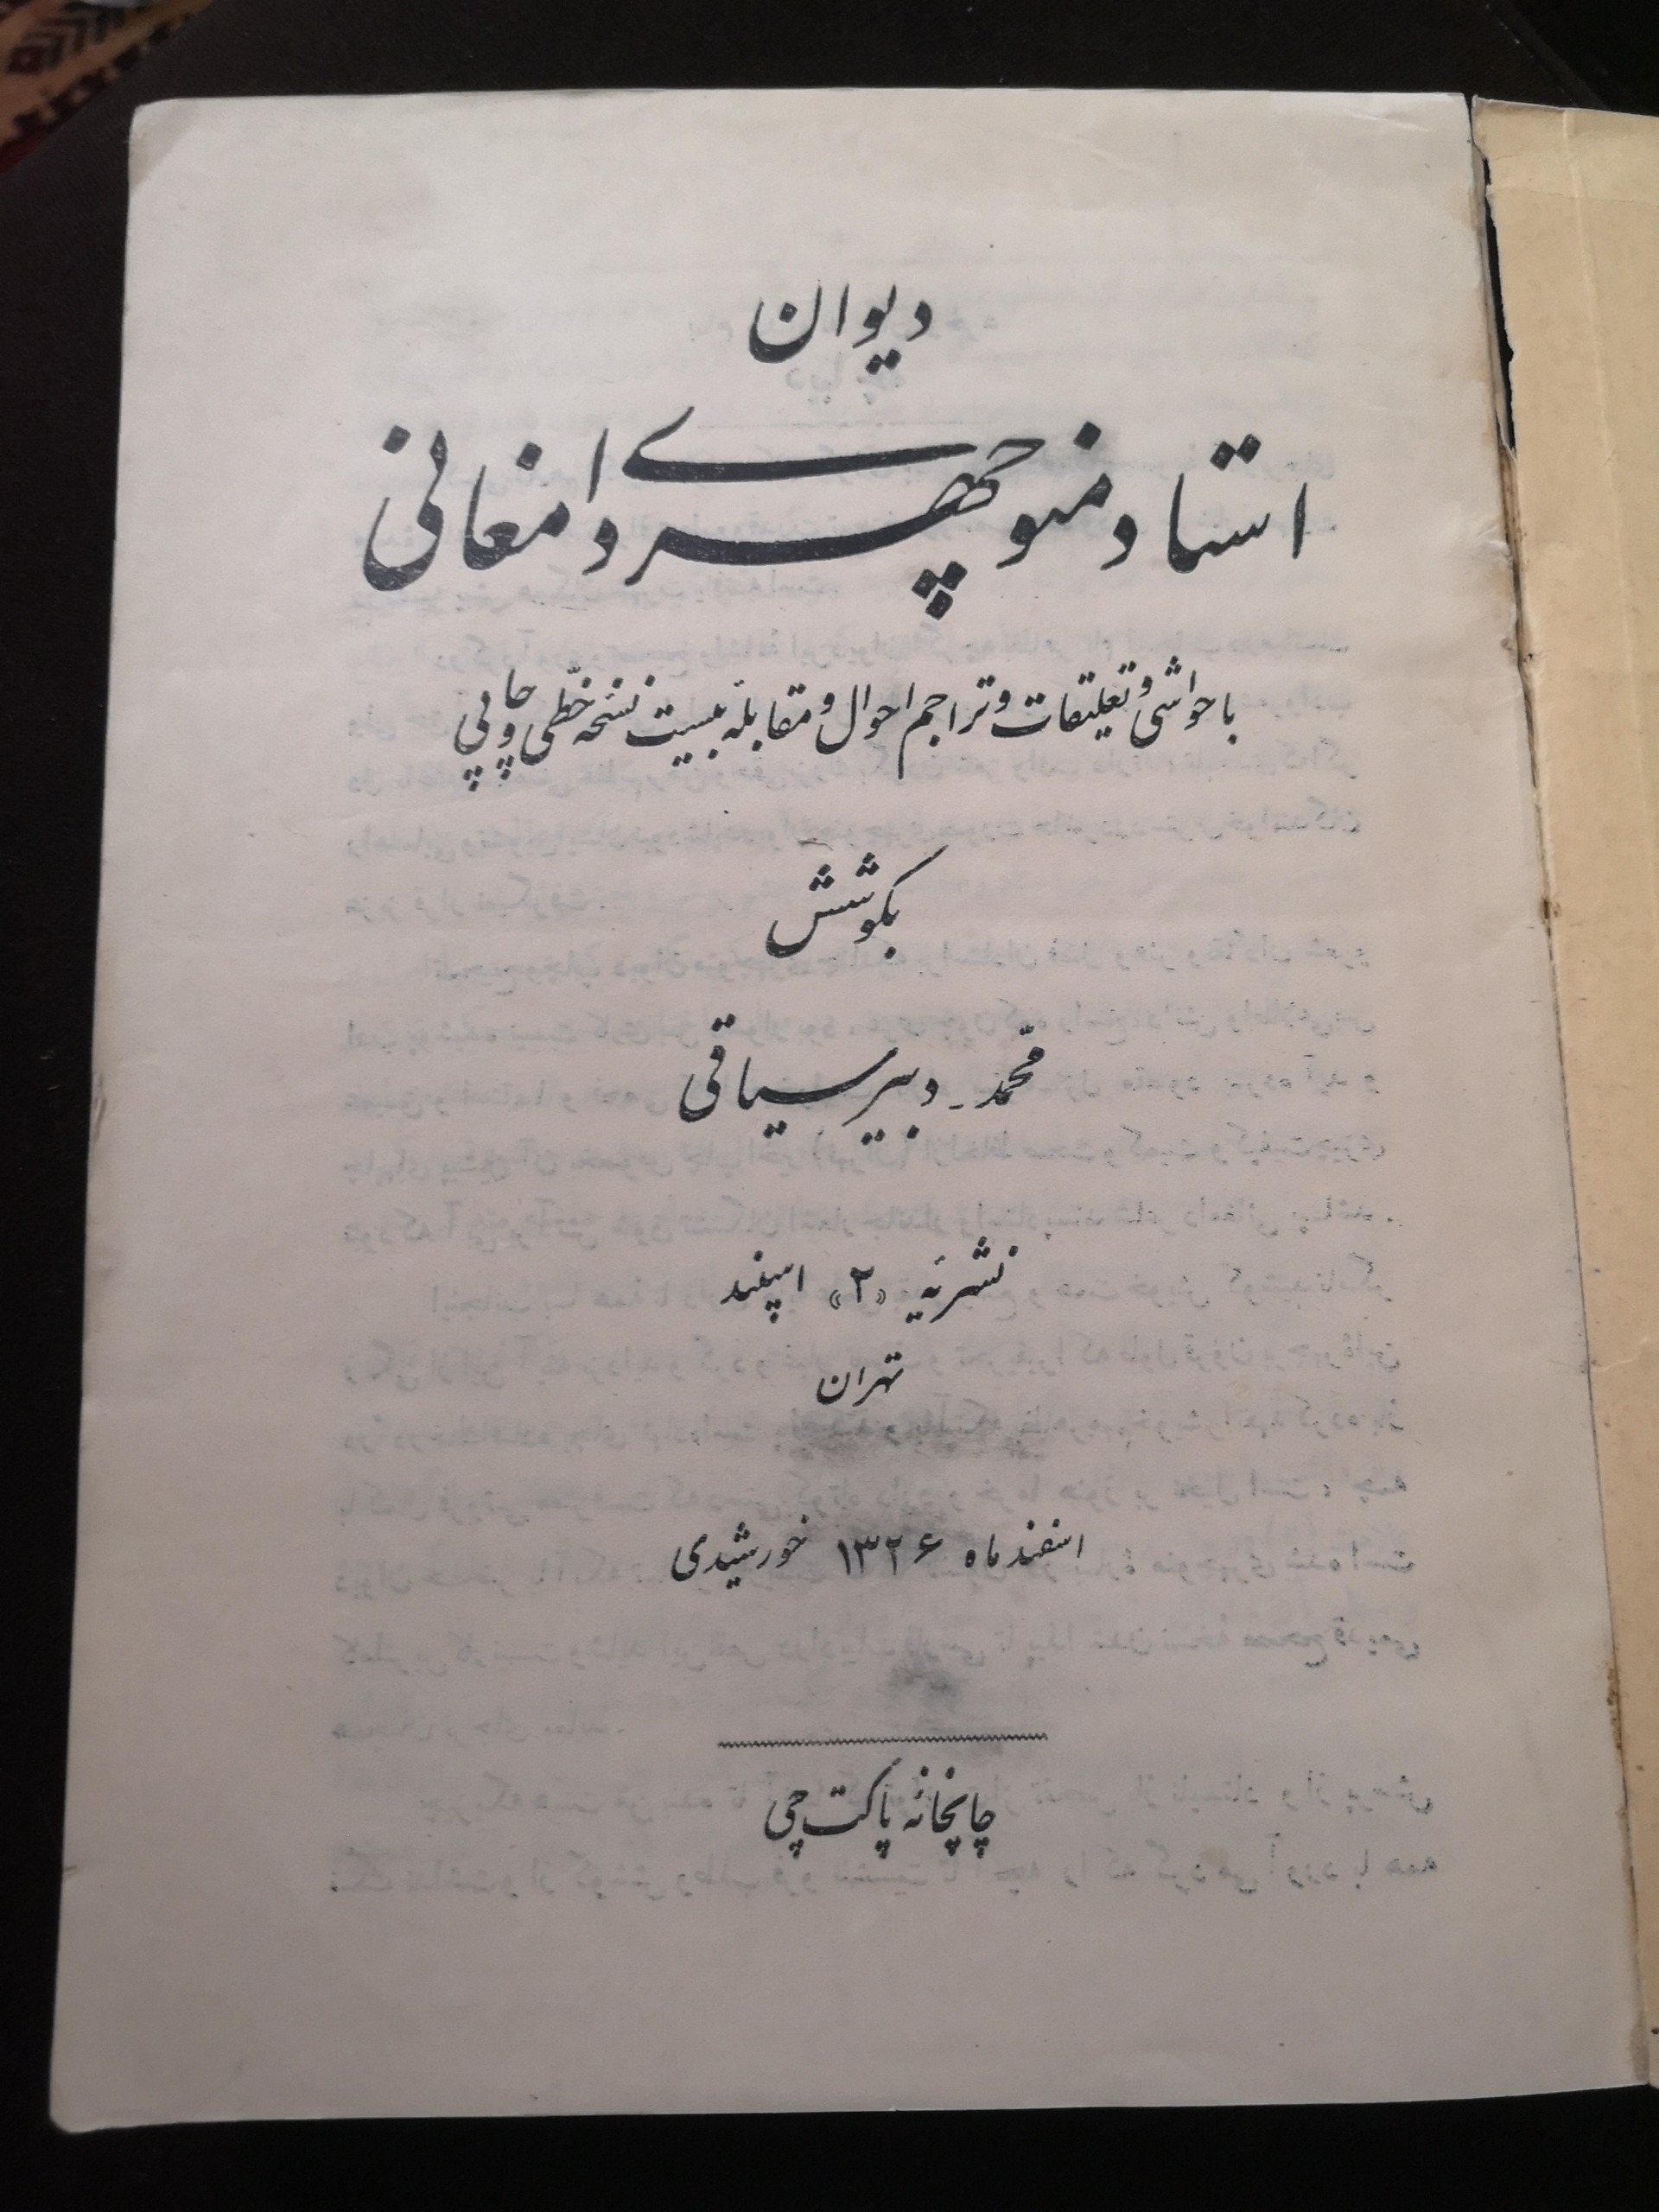 دیوان
استاد منوچهری دامغانی
با حواشی و تعلیقات و تراجم احوال و مقابلهٔ بیست نسخه خطّی و چاپی
بکوشش
محمّد - دبیر سیاقی
نشریهٔ «۲» اسپند
تهران
اسفند ماه ۱۳۲۶ خورشیدی
چاپخانهٔ پاکت چی